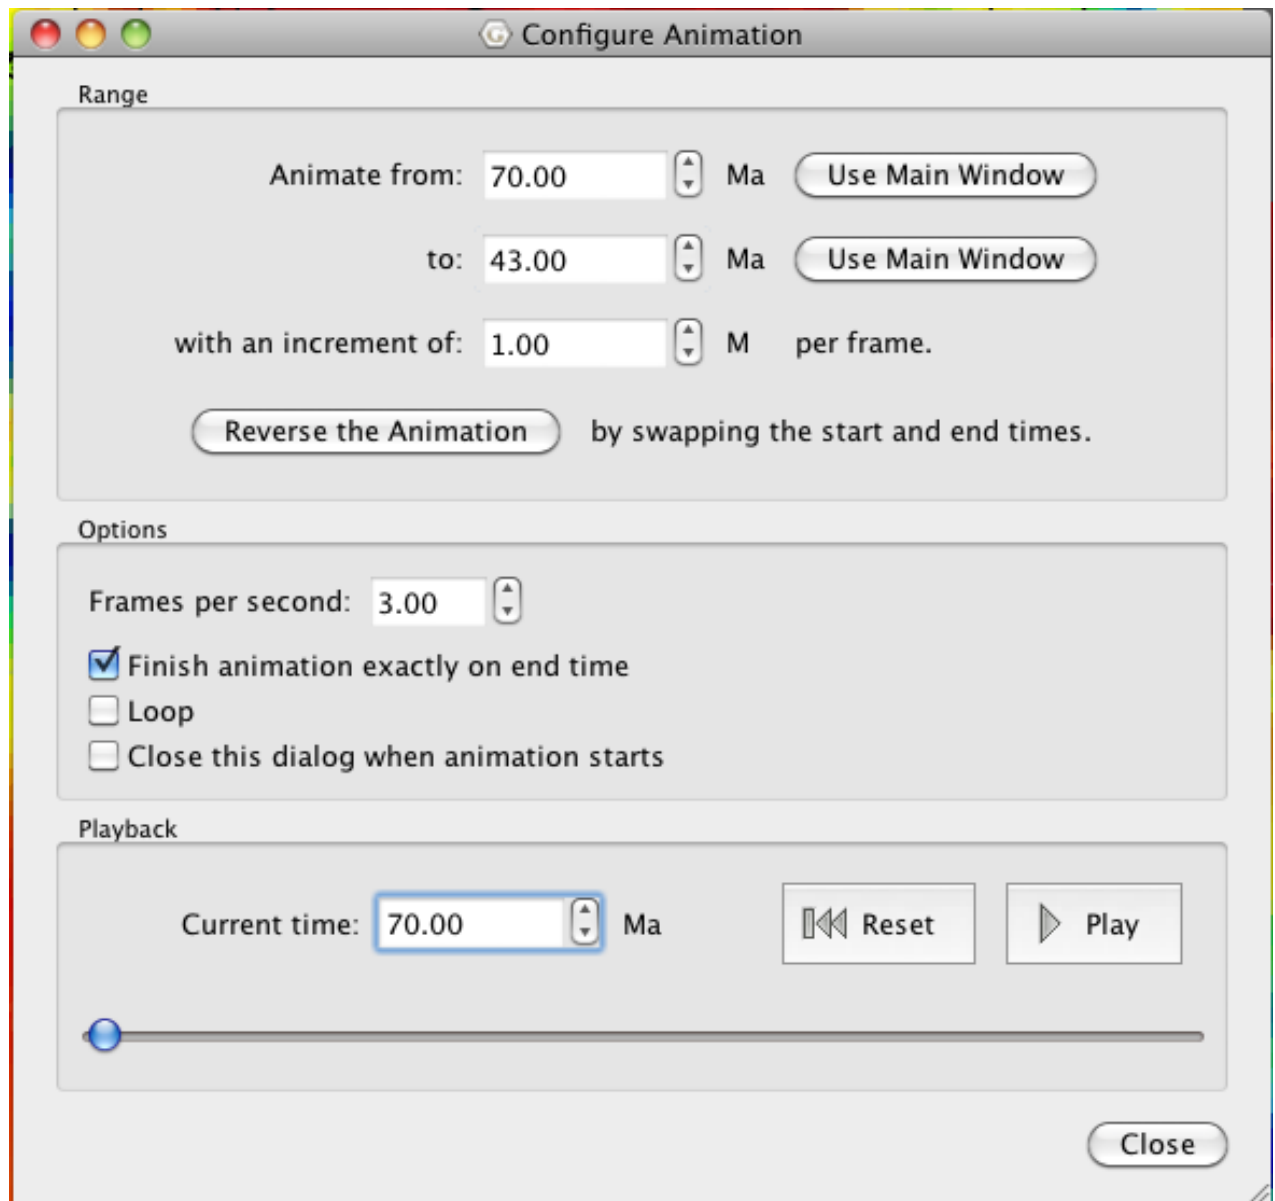 Configure Animation
Range
Animate from: 70.00 Ma Use Main Window
to: 43.00 Ma Use Main Window
with an increment of: 1.00 M per frame.
Reverse the Animation by swapping the start and end times.
Options
Frames per second: 3.00
Finish animation exactly on end time
Loop
Close this dialog when animation starts
Playback
Current time: 70.00 Ma Reset Play
Close